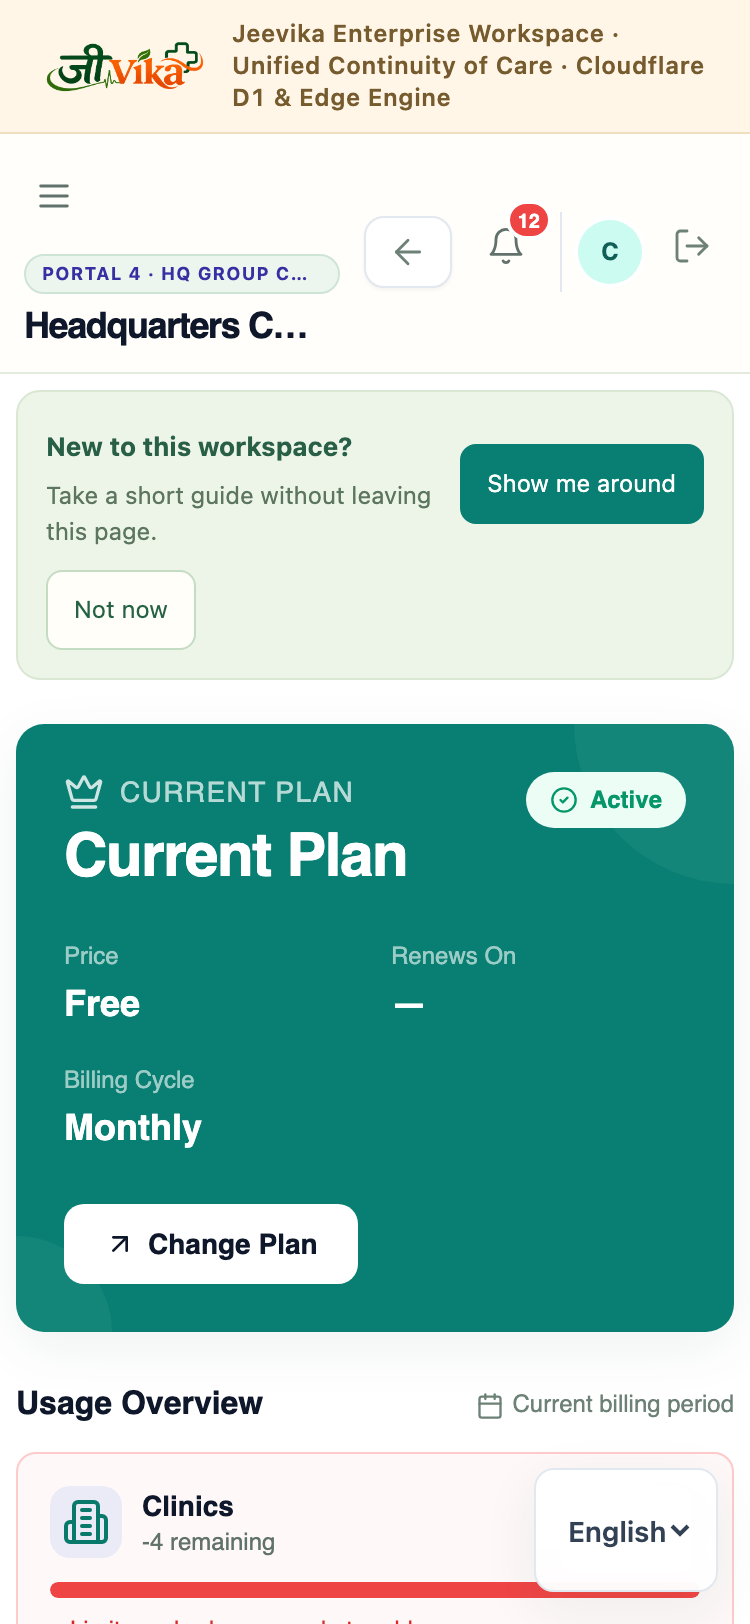 जीvika
Jeevika Enterprise Workspace ·
Unified Continuity of Care · Cloudflare
D1 & Edge Engine
12
C
PORTAL 4 · HQ GROUP C...
Headquarters C...
New to this workspace?
Take a short guide without leaving
this page.
Show me around
Not now
CURRENT PLAN
Active
Current Plan
Price
Renews On
Free
—
Billing Cycle
Monthly
Change Plan
Usage Overview
Current billing period
Clinics
-4 remaining
English